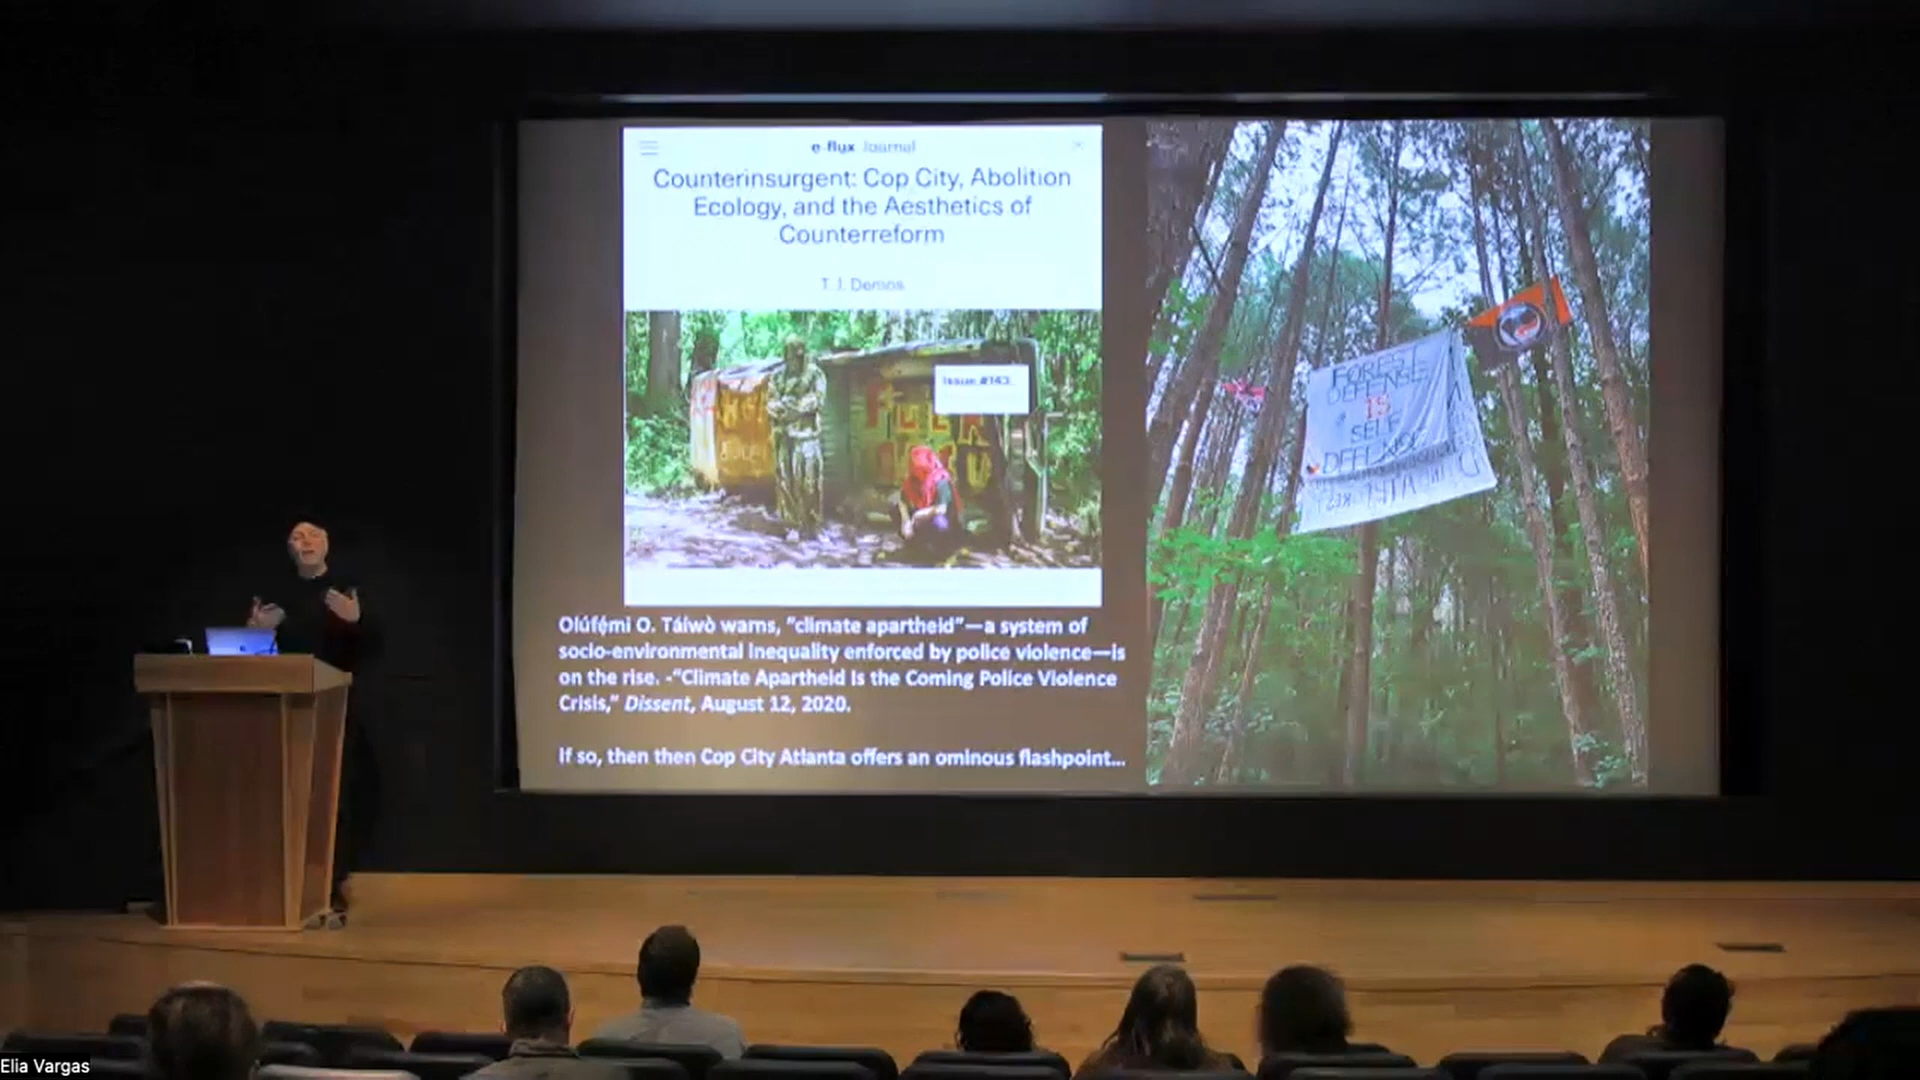 e-flux Journal
Counterinsurgent: Cop City, Abolition
Ecology, and the Aesthetics of
Counterreform
T. J. Demos
Issue #143
Olúfẹ́mi O. Táíwò warns, “climate apartheid”—a system of
socio-environmental inequality enforced by police violence—is
on the rise. -“Climate Apartheid Is the Coming Police Violence
Crisis,” Dissent, August 12, 2020.
If so, then then Cop City Atlanta offers an ominous flashpoint...
FOREST
DEFENSE
IS
SELF
DEFENSE
Elia Vargas